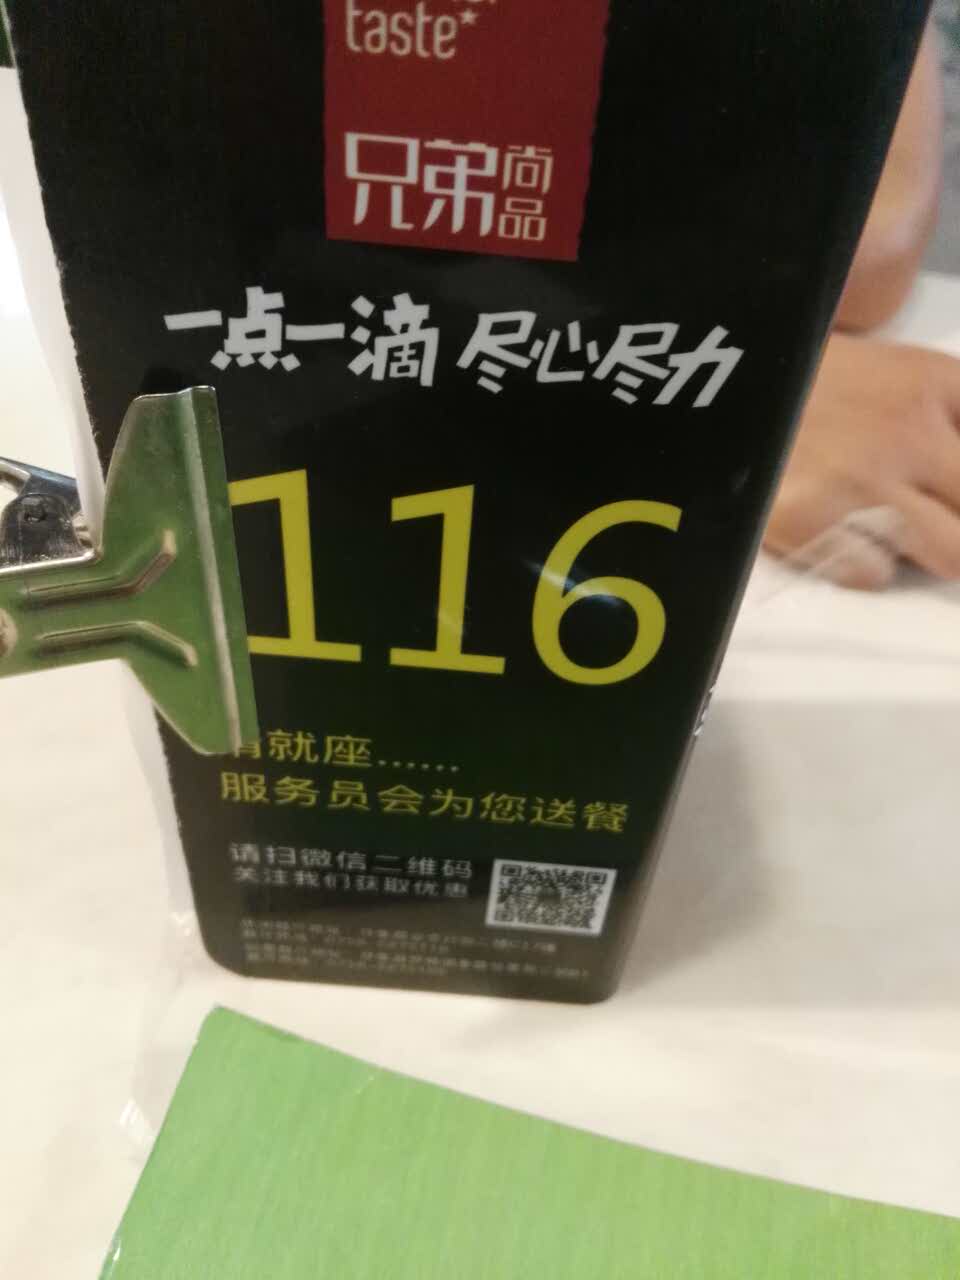 taste*
兄弟尚品
一点一滴 尽心尽力
116
请就座……
服务员会为您送餐
请扫微信二维码
关注我们获取优惠